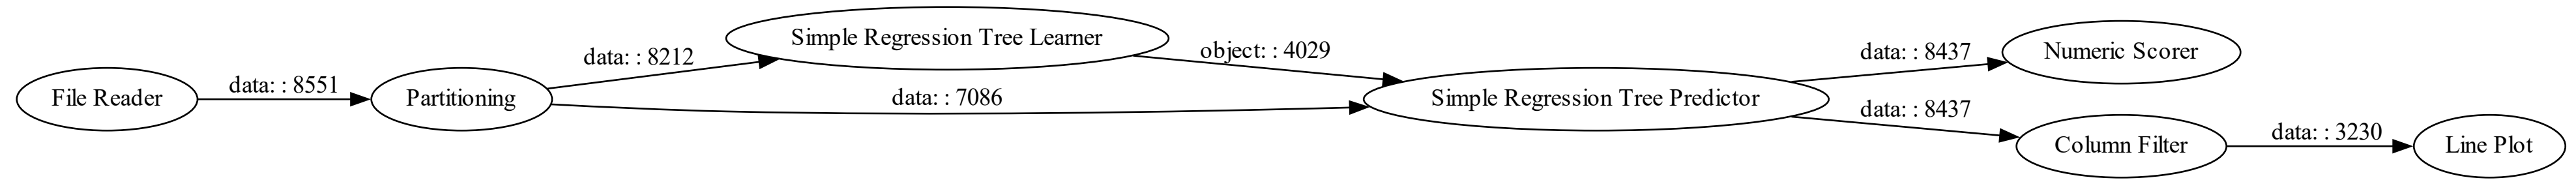 File Reader
data: : 8551
Partitioning
data: : 8212
Simple Regression Tree Learner
object: : 4029
data: : 7086
Simple Regression Tree Predictor
data: : 8437
Numeric Scorer
data: : 8437
Column Filter
data: : 3230
Line Plot